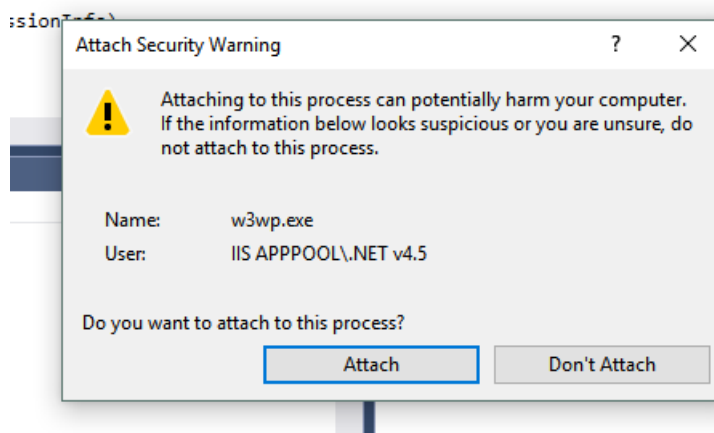 ssionInfo)
Attach Security Warning
?
Attaching to this process can potentially harm your computer.
If the information below looks suspicious or you are unsure, do
not attach to this process.
Name: w3wp.exe
User: IIS APPPOOL\.NET v4.5
Do you want to attach to this process?
Attach Don't Attach